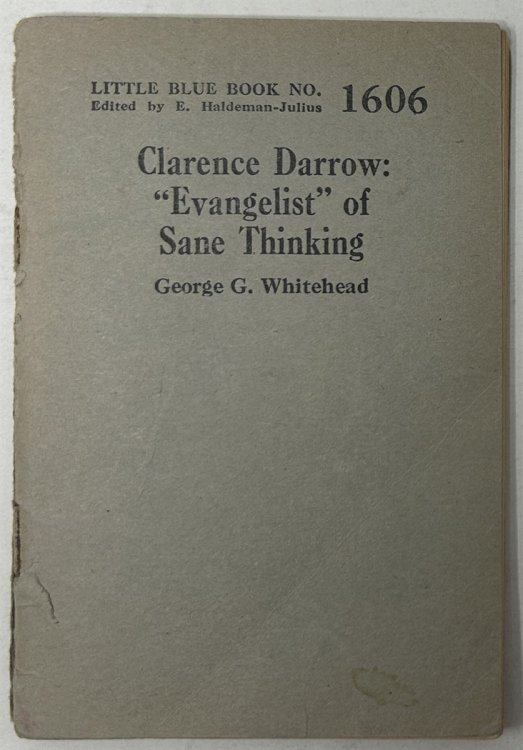 LITTLE BLUE BOOK NO. 1606
Edited by E. Haldeman-Julius
Clarence Darrow:
“Evangelist” of
Sane Thinking
George G. Whitehead